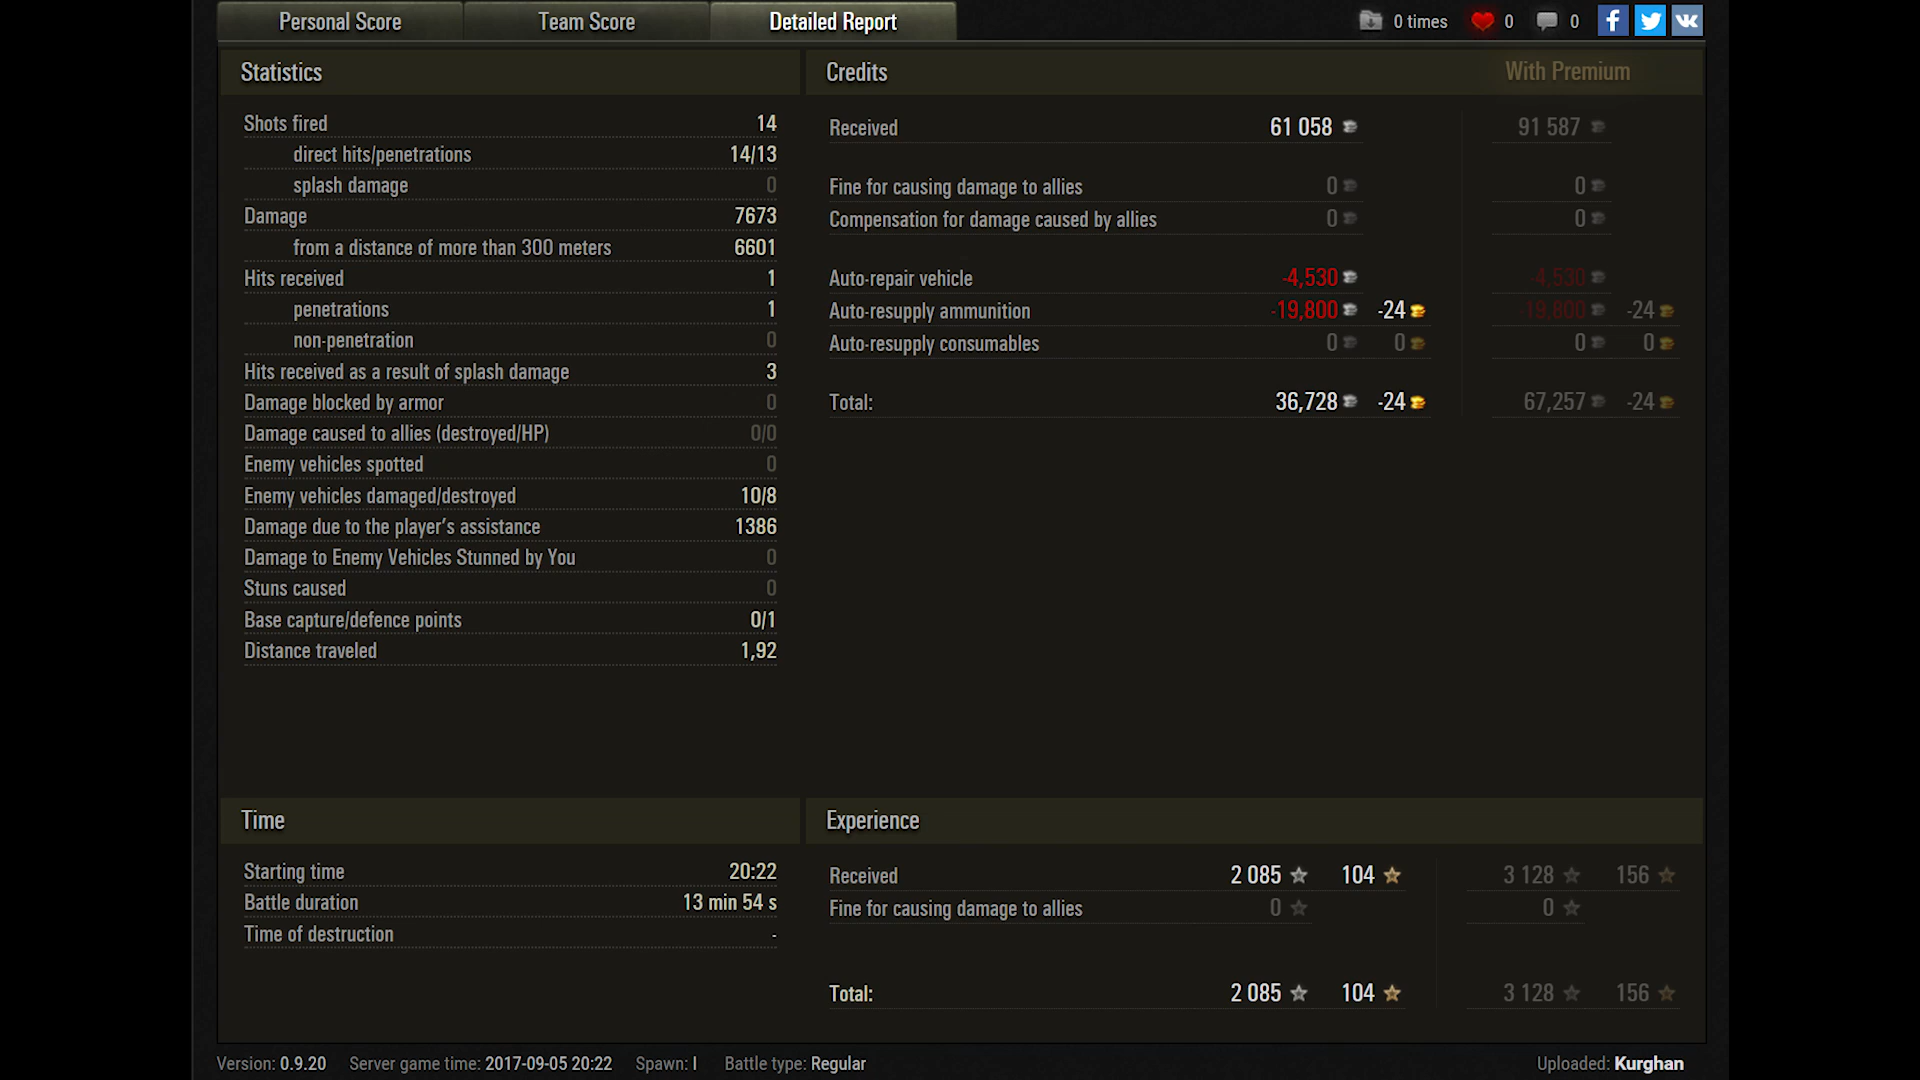 Personal Score Team Score Detailed Report 0 times 0 0
Statistics
Shots fired 14
direct hits/penetrations 14/13
splash damage 0
Damage 7673
from a distance of more than 300 meters 6601
Hits received 1
penetrations 1
non-penetration 0
Hits received as a result of splash damage 3
Damage blocked by armor 0
Damage caused to allies (destroyed/HP) 0/0
Enemy vehicles spotted 0
Enemy vehicles damaged/destroyed 10/8
Damage due to the player's assistance 1386
Damage to Enemy Vehicles Stunned by You 0
Stuns caused 0
Base capture/defence points 0/1
Distance traveled 1,92
Credits With Premium
Received 61 058 91 587
Fine for causing damage to allies 0 0
Compensation for damage caused by allies 0 0
Auto-repair vehicle -4,530 -4,530
Auto-resupply ammunition -19,800 -24 -19,800 -24
Auto-resupply consumables 0 0 0 0
Total: 36,728 -24 67,257 -24
Time
Starting time 20:22
Battle duration 13 min 54 s
Time of destruction -
Experience
Received 2 085 104 3 128 156
Fine for causing damage to allies 0 0
Total: 2 085 104 3 128 156
Version: 0.9.20 Server game time: 2017-09-05 20:22 Spawn: I Battle type: Regular Uploaded: Kurghan